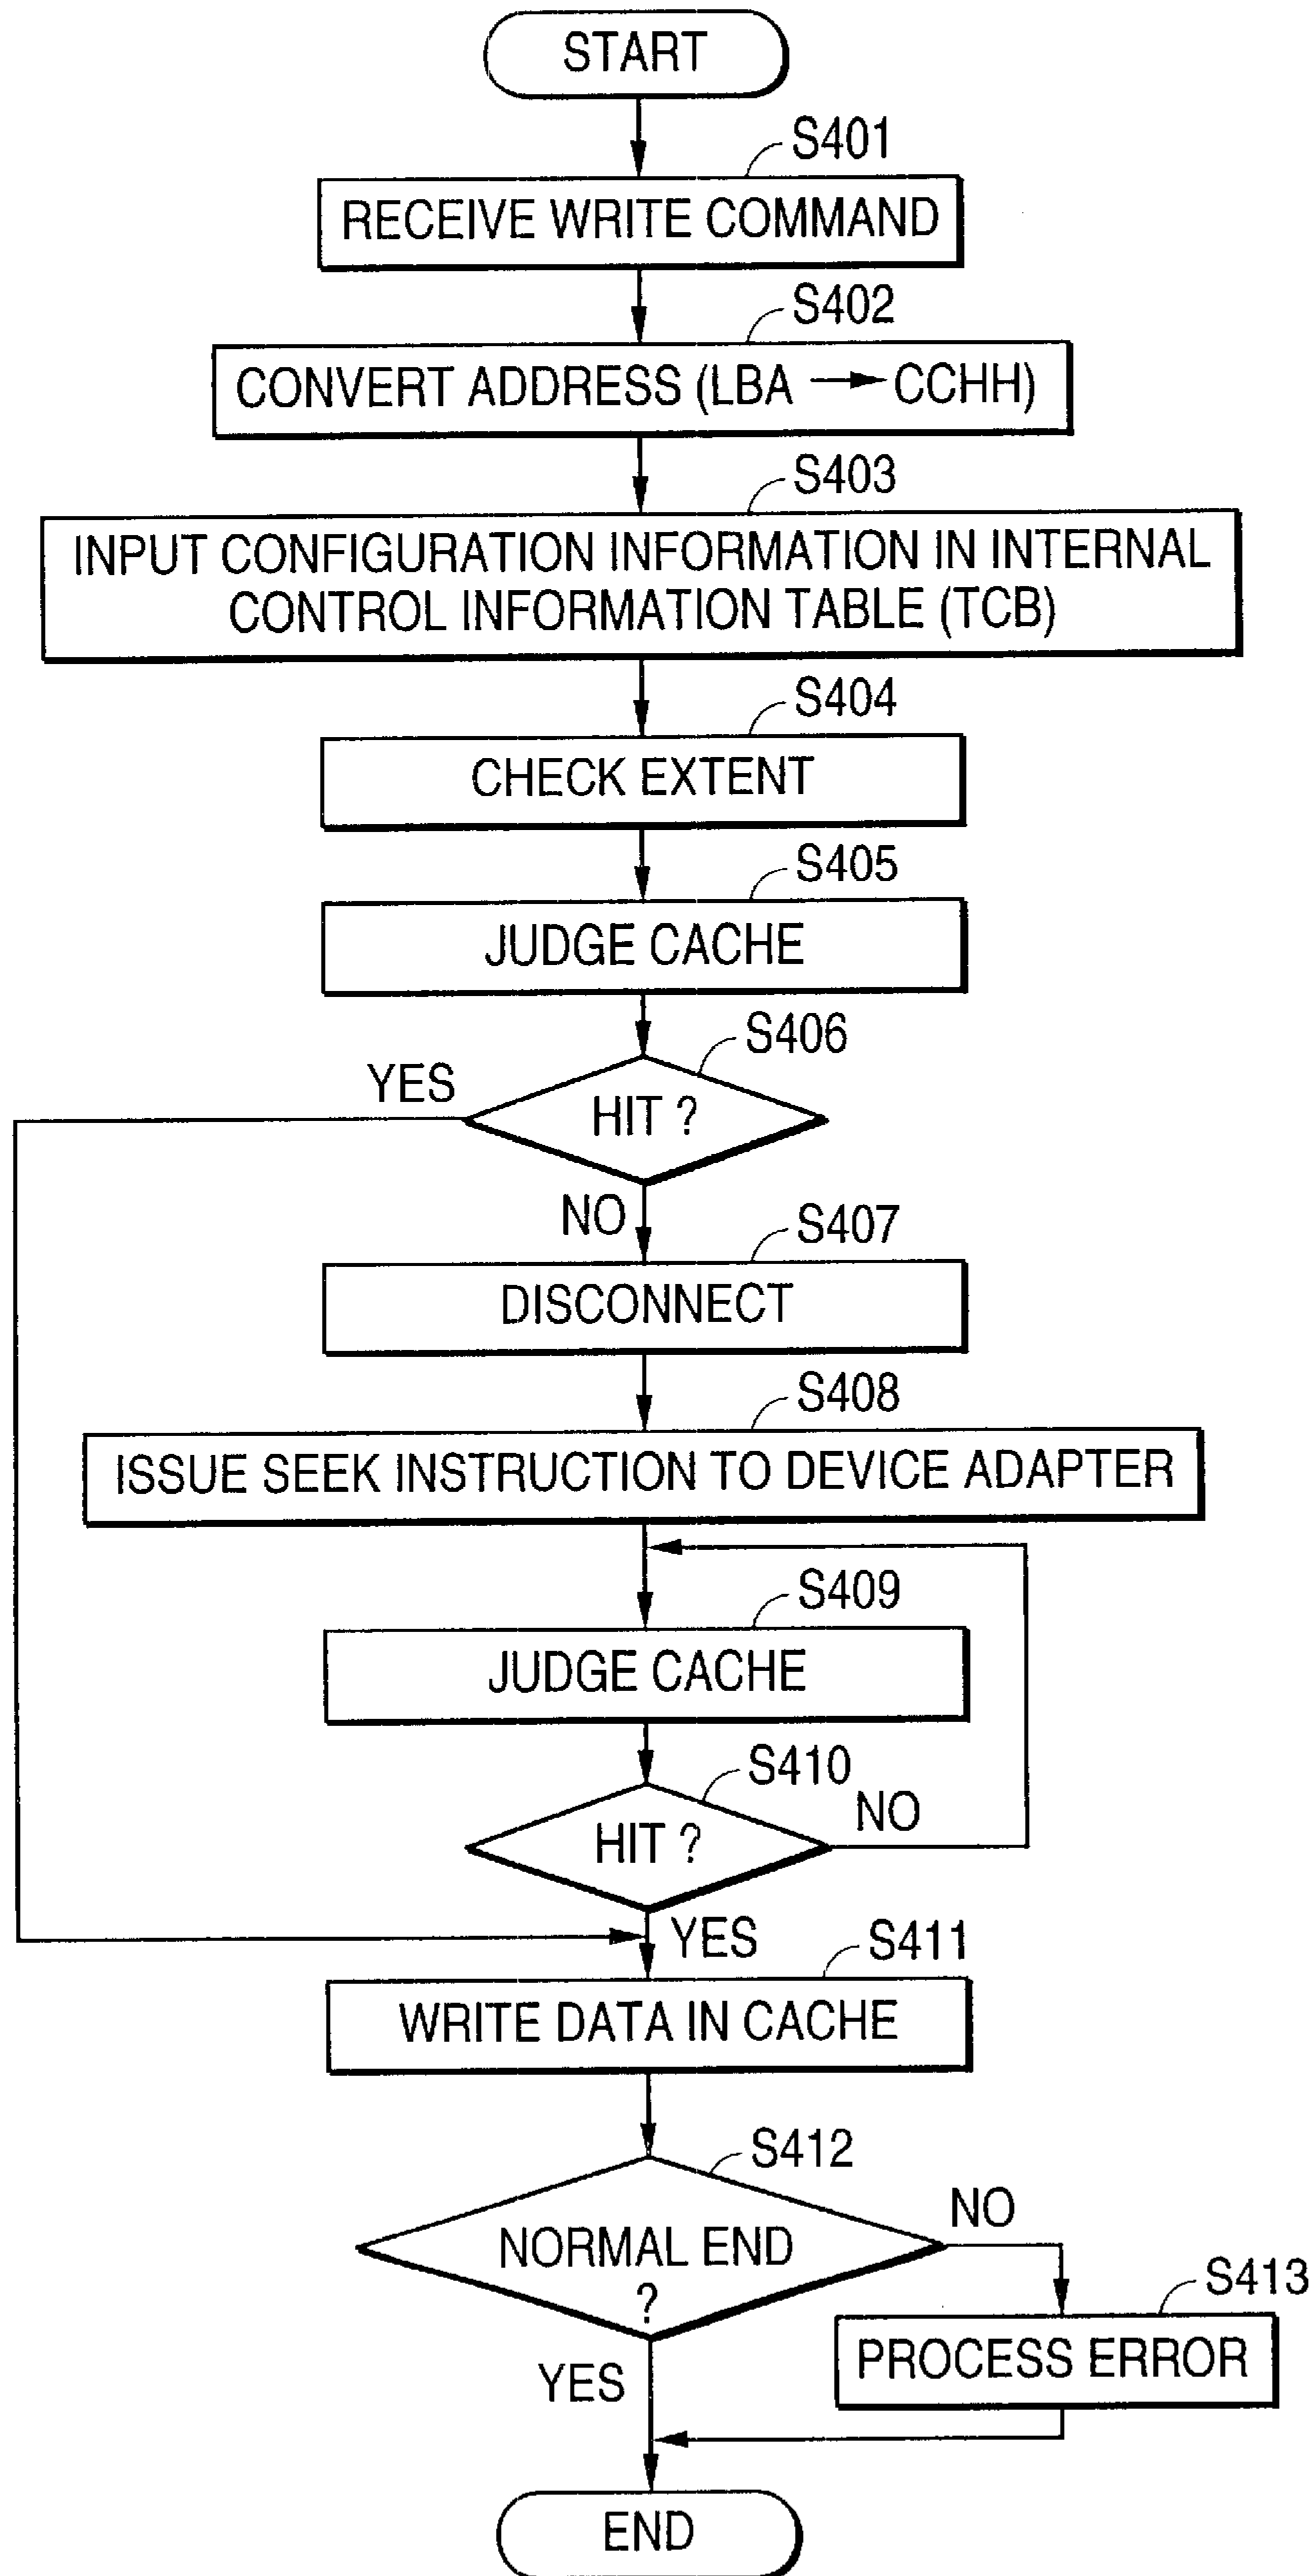 START
S401
RECEIVE WRITE COMMAND
S402
CONVERT ADDRESS (LBA → CCHH)
S403
INPUT CONFIGURATION INFORMATION IN INTERNAL
CONTROL INFORMATION TABLE (TCB)
S404
CHECK EXTENT
S405
JUDGE CACHE
S406
YES
HIT ?
NO
S407
DISCONNECT
S408
ISSUE SEEK INSTRUCTION TO DEVICE ADAPTER
S409
JUDGE CACHE
S410
HIT ?
NO
YES
S411
WRITE DATA IN CACHE
S412
NORMAL END
?
NO
S413
PROCESS ERROR
YES
END